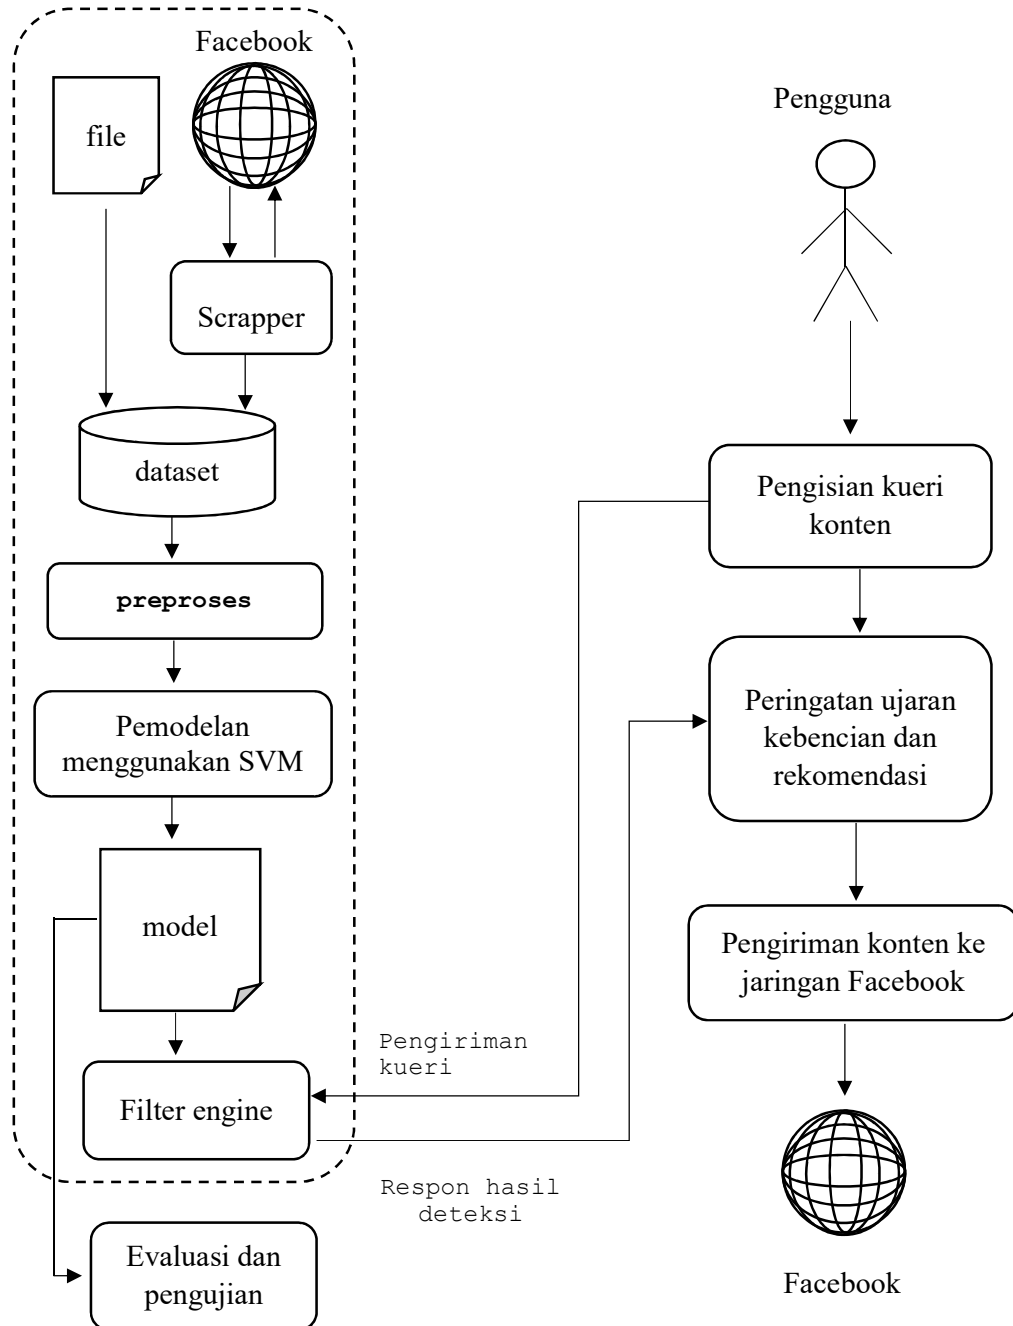 Facebook
file
Scrapper
dataset
preproses
Pemodelan
menggunakan SVM
model
Filter engine
Evaluasi dan
pengujian
Pengiriman
kueri
Respon hasil
deteksi
Pengguna
Pengisian kueri
konten
Peringatan ujaran
kebencian dan
rekomendasi
Pengiriman konten ke
jaringan Facebook
Facebook